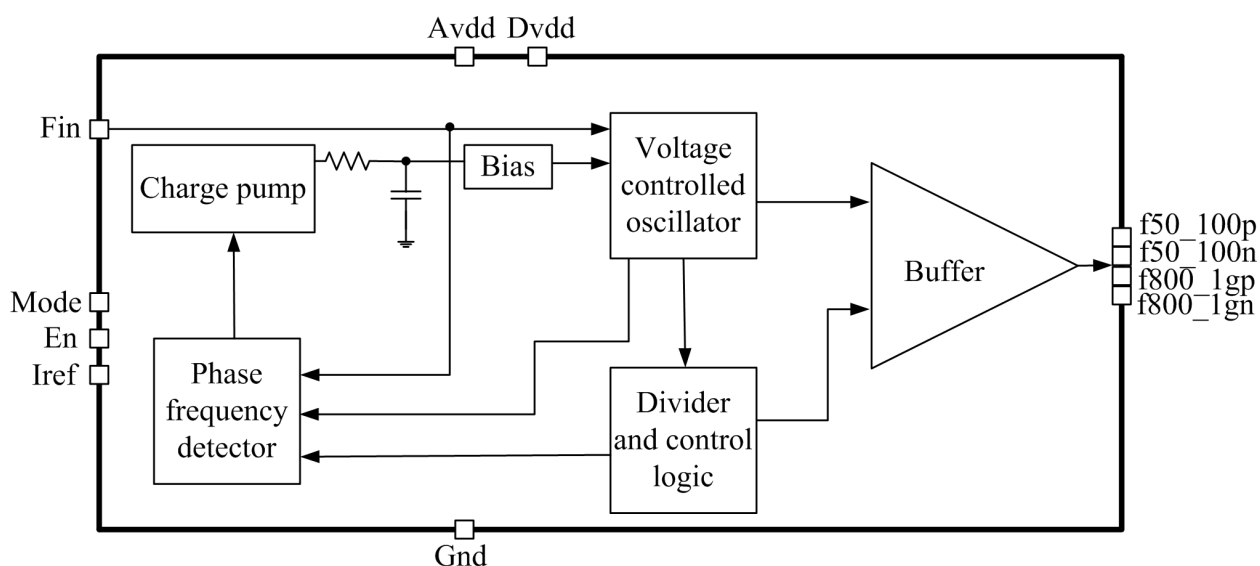 Avdd Dvdd
Fin
Charge pump
Bias
Voltage
controlled
oscillator
Buffer
f50_100p
f50_100n
f800_1gp
f800_1gn
Mode
En
Iref
Phase
frequency
detector
Divider
and control
logic
Gnd